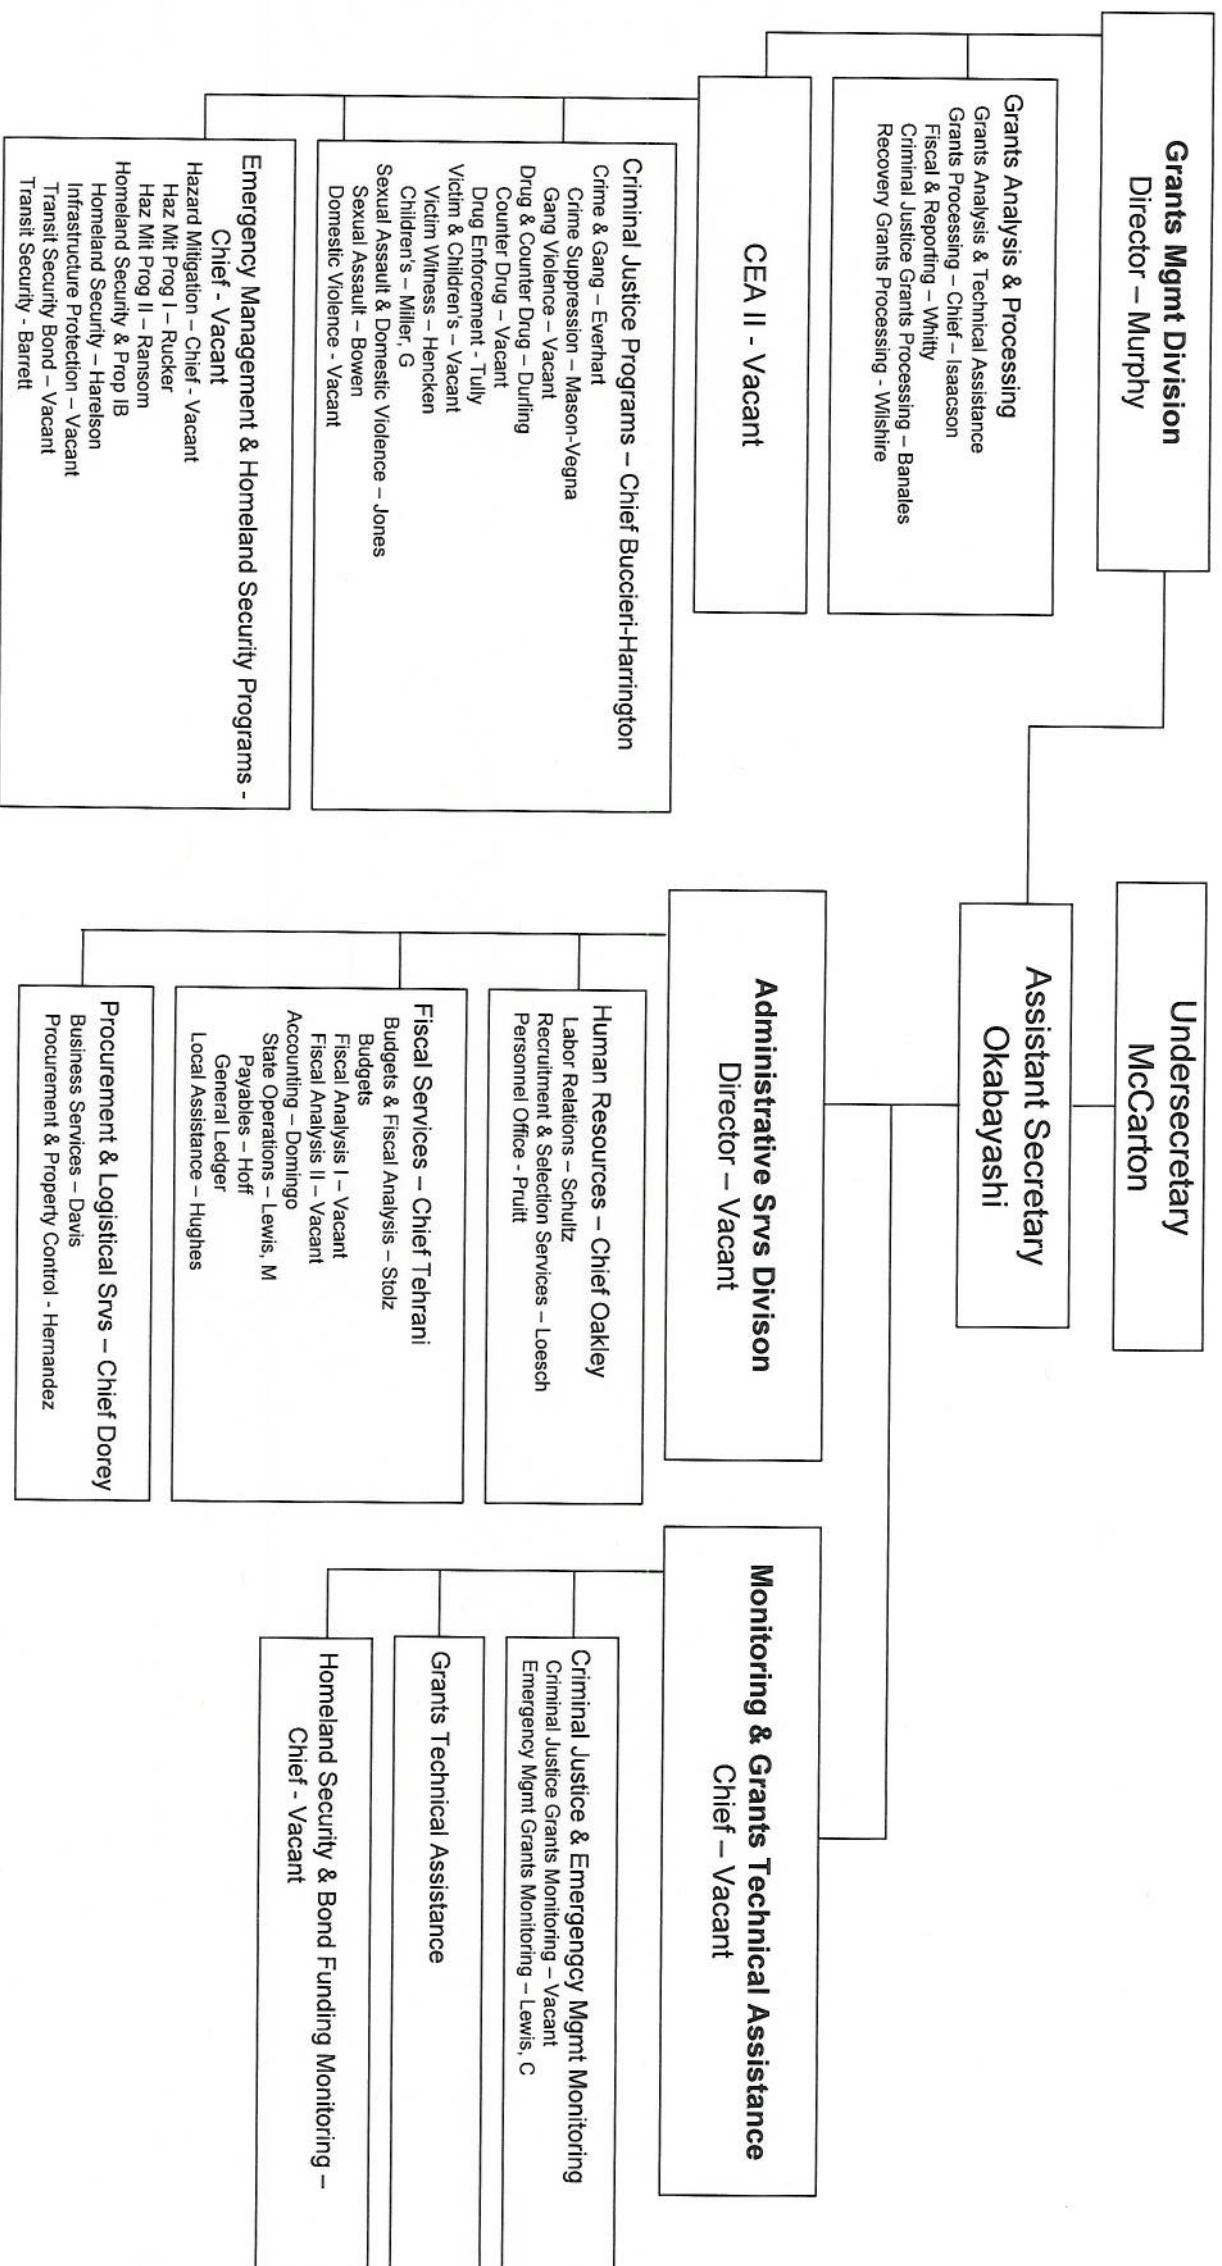 Undersecretary
McCarton
Assistant Secretary
Okabayashi
Grants Mgmt Division
Director – Murphy
Grants Analysis & Processing
Grants Analysis & Technical Assistance
Grants Processing – Chief – Isaacson
Fiscal & Reporting – Whitty
Criminal Justice Grants Processing – Banales
Recovery Grants Processing - Wilshire
CEA II - Vacant
Criminal Justice Programs – Chief Buccieri-Harrington
Crime & Gang – Everhart
Crime Suppression – Mason-Vegna
Gang Violence – Vacant
Drug & Counter Drug – Durling
Counter Drug – Vacant
Drug Enforcement - Tully
Victim & Children's – Vacant
Victim Witness – Hencken
Children's – Miller, G
Sexual Assault & Domestic Violence – Jones
Sexual Assault – Bowen
Domestic Violence - Vacant
Emergency Management & Homeland Security Programs -
Chief - Vacant
Hazard Mitigation – Chief - Vacant
Haz Mit Prog I – Rucker
Haz Mit Prog II – Ransom
Homeland Security & Prop IB
Homeland Security – Harelson
Infrastructure Protection – Vacant
Transit Security Bond – Vacant
Transit Security - Barrett
Administrative Srvs Divison
Director – Vacant
Human Resources – Chief Oakley
Labor Relations – Schultz
Recruitment & Selection Services – Loesch
Personnel Office - Pruitt
Fiscal Services – Chief Tehrani
Budgets & Fiscal Analysis – Stolz
Budgets
Fiscal Analysis I – Vacant
Fiscal Analysis II – Vacant
Accounting – Domingo
State Operations – Lewis, M
Payables – Hoff
General Ledger
Local Assistance – Hughes
Procurement & Logistical Srvs – Chief Dorey
Business Services – Davis
Procurement & Property Control - Hernandez
Monitoring & Grants Technical Assistance
Chief – Vacant
Criminal Justice & Emergengcy Mgmt Monitoring
Criminal Justice Grants Monitoring – Vacant
Emergency Mgmt Grants Monitoring – Lewis, C
Grants Technical Assistance
Homeland Security & Bond Funding Monitoring –
Chief - Vacant